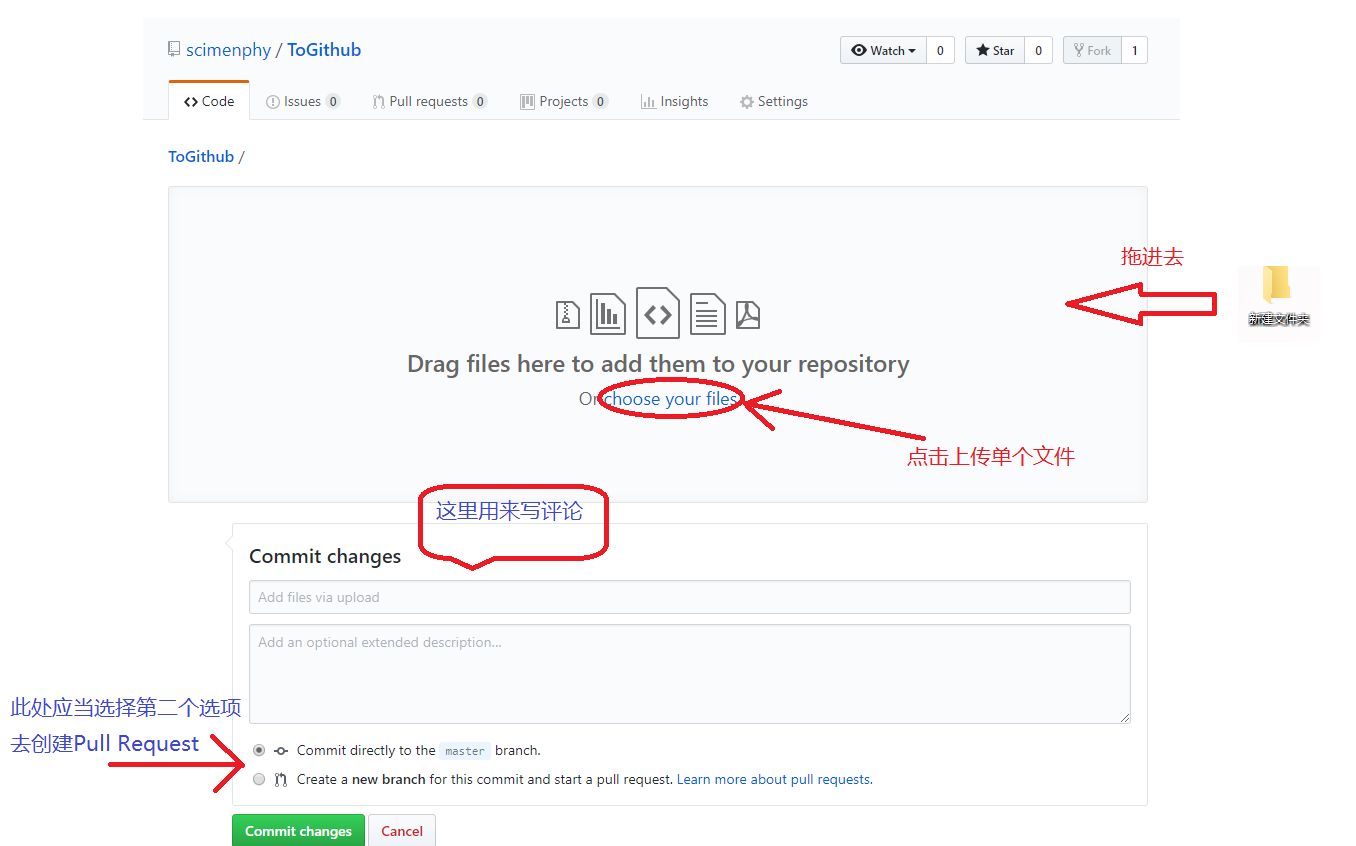 scimenphy / ToGithub
Watch 0 Star 0 Fork 1
Code Issues 0 Pull requests 0 Projects 0 Insights Settings
ToGithub /
拖进去
新建文件夹
Drag files here to add them to your repository
Or choose your files
点击上传单个文件
这里用来写评论
Commit changes
Add files via upload
Add an optional extended description...
此处应当选择第二个选项
去创建Pull Request
Commit directly to the master branch.
Create a new branch for this commit and start a pull request. Learn more about pull requests.
Commit changes Cancel